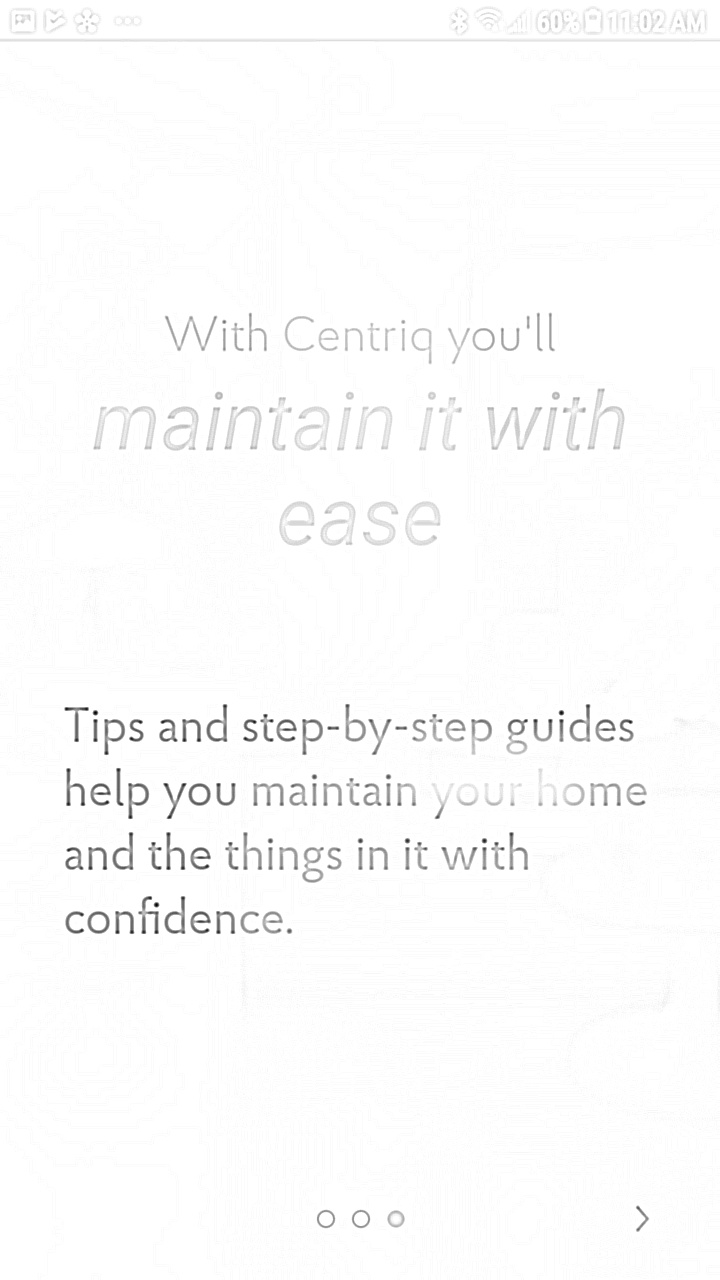 60% 11:02 AM
With Centriq you'll
maintain it with
ease
Tips and step-by-step guides
help you maintain your home
and the things in it with
confidence.